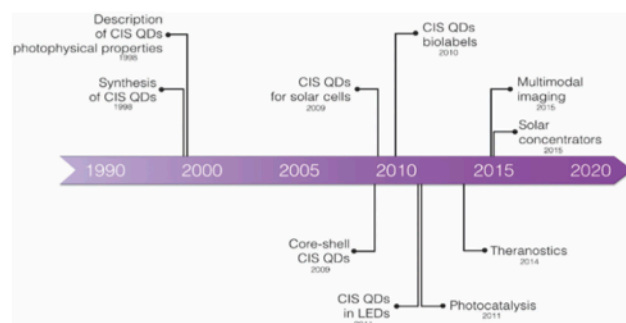 Description
of CIS QDs
photophysical properties
1998
Synthesis
of CIS QDs
1998
CIS QDs
for solar cells
2009
CIS QDs
biolabels
2010
Multimodal
imaging
2015
Solar
concentrators
2015
1990 2000 2005 2010 2015 2020
Core-shell
CIS QDs
2009
CIS QDs
in LEDs
Photocatalysis
2011
Theranostics
2014